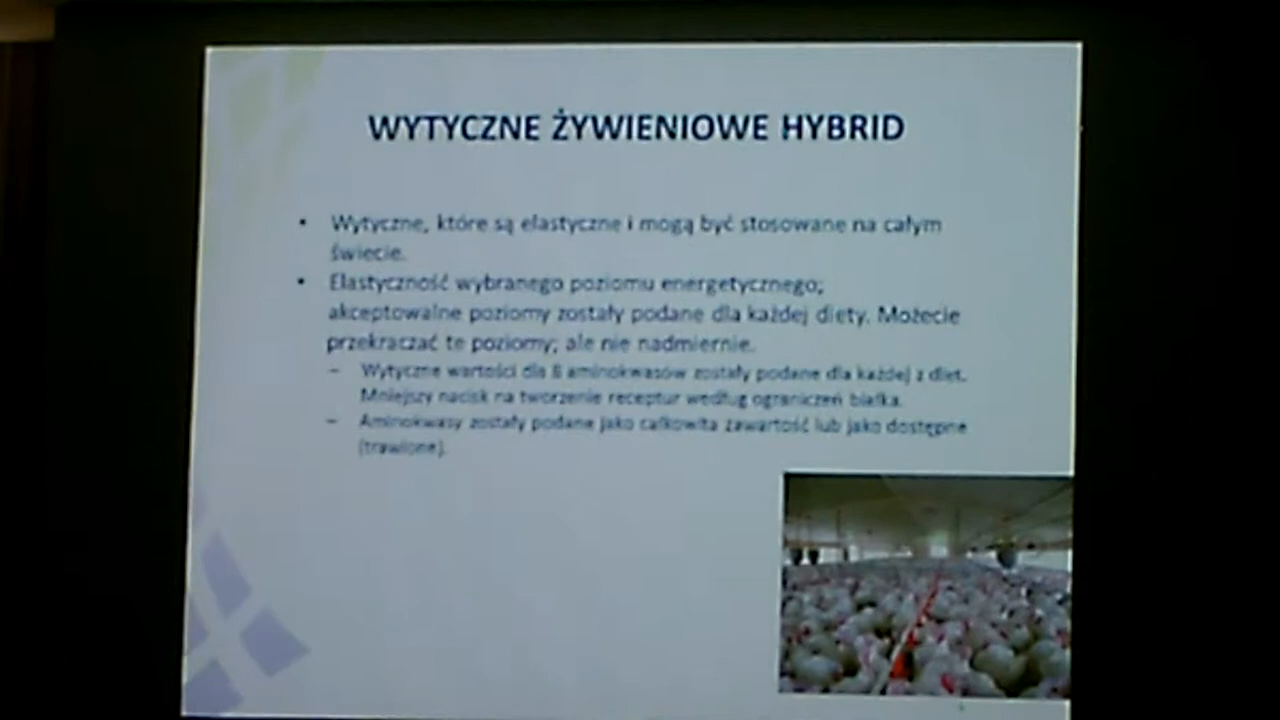 WYTYCZNE ŻYWIENIOWE HYBRID
• Wytyczne, które są elastyczne i mogą być stosowane na całym
świecie.
• Elastyczność wybranego poziomu energetycznego;
akceptowalne poziomy zostały podane dla każdej diety. Możecie
przekraczać te poziomy; ale nie nadmiernie.
– Wytyczne wartości dla 8 aminokwasów zostały podane dla każdej z diet.
Mniejszy nacisk na tworzenie receptur według ograniczeń białka.
– Aminokwasy zostały podane jako całkowita zawartość lub jako dostępne
(trawione).